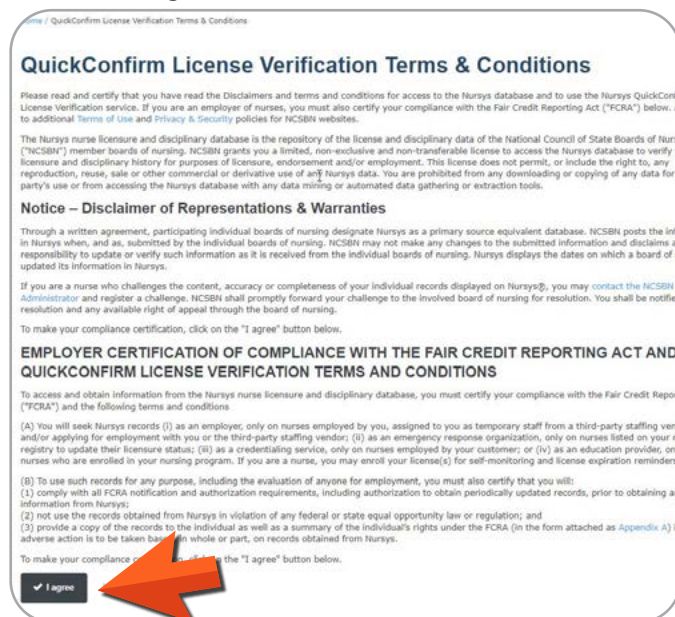 Home / QuickConfirm License Verification Terms & Conditions
QuickConfirm License Verification Terms & Conditions
Please read and certify that you have read the Disclaimers and terms and conditions for access to the Nursys database and to use the Nursys QuickCon
License Verification service. If you are an employer of nurses, you must also certify your compliance with the Fair Credit Reporting Act ("FCRA") below.
to additional Terms of Use and Privacy & Security policies for NCSBN websites.
The Nursys nurse licensure and disciplinary database is the repository of the license and disciplinary data of the National Council of State Boards of Nur
("NCSBN") member boards of nursing. NCSBN grants you a limited, non-exclusive and non-transferable license to access the Nursys database to verify
licensure and disciplinary history for purposes of licensure, endorsement and/or employment. This license does not permit, or include the right to, any
reproduction, reuse, sale or other commercial or derivative use of any Nursys data. You are prohibited from any downloading or copying of any data for
party's use or from accessing the Nursys database with any data mining or automated data gathering or extraction tools.
Notice – Disclaimer of Representations & Warranties
Through a written agreement, participating individual boards of nursing designate Nursys as a primary source equivalent database. NCSBN posts the in
in Nursys when, and as, submitted by the individual boards of nursing. NCSBN may not make any changes to the submitted information and disclaims a
responsibility to update or verify such information as it is received from the individual boards of nursing. Nursys displays the dates on which a board of
updated its information in Nursys.
If you are a nurse who challenges the content, accuracy or completeness of your individual records displayed on Nursys®, you may contact the NCSBN
Administrator and register a challenge. NCSBN shall promptly forward your challenge to the involved board of nursing for resolution. You shall be notifie
resolution and any available right of appeal through the board of nursing.
To make your compliance certification, click on the "I agree" button below.
EMPLOYER CERTIFICATION OF COMPLIANCE WITH THE FAIR CREDIT REPORTING ACT AND
QUICKCONFIRM LICENSE VERIFICATION TERMS AND CONDITIONS
To access and obtain information from the Nursys nurse licensure and disciplinary database, you must certify your compliance with the Fair Credit Repor
("FCRA") and the following terms and conditions
(A) You will seek Nursys records (i) as an employer, only on nurses employed by you, assigned to you as temporary staff from a third-party staffing ven
and/or applying for employment with you or the third-party staffing vendor; (ii) as an emergency response organization, only on nurses listed on your
registry to update their licensure status; (iii) as a credentialing service, only on nurses employed by your customer; or (iv) as an education provider, on
nurses who are enrolled in your nursing program. If you are a nurse, you may enroll your license(s) for self-monitoring and license expiration reminders
(B) To use such records for any purpose, including the evaluation of anyone for employment, you must also certify that you will:
(1) comply with all FCRA notification and authorization requirements, including authorization to obtain periodically updated records, prior to obtaining a
information from Nursys;
(2) not use the records obtained from Nursys in violation of any federal or state equal opportunity law or regulation; and
(3) provide a copy of the records to the individual as well as a summary of the individual's rights under the FCRA (in the form attached as Appendix A) i
adverse action is to be taken based in whole or part, on records obtained from Nursys.
To make your compliance the "I agree" button below.
✔ I agree